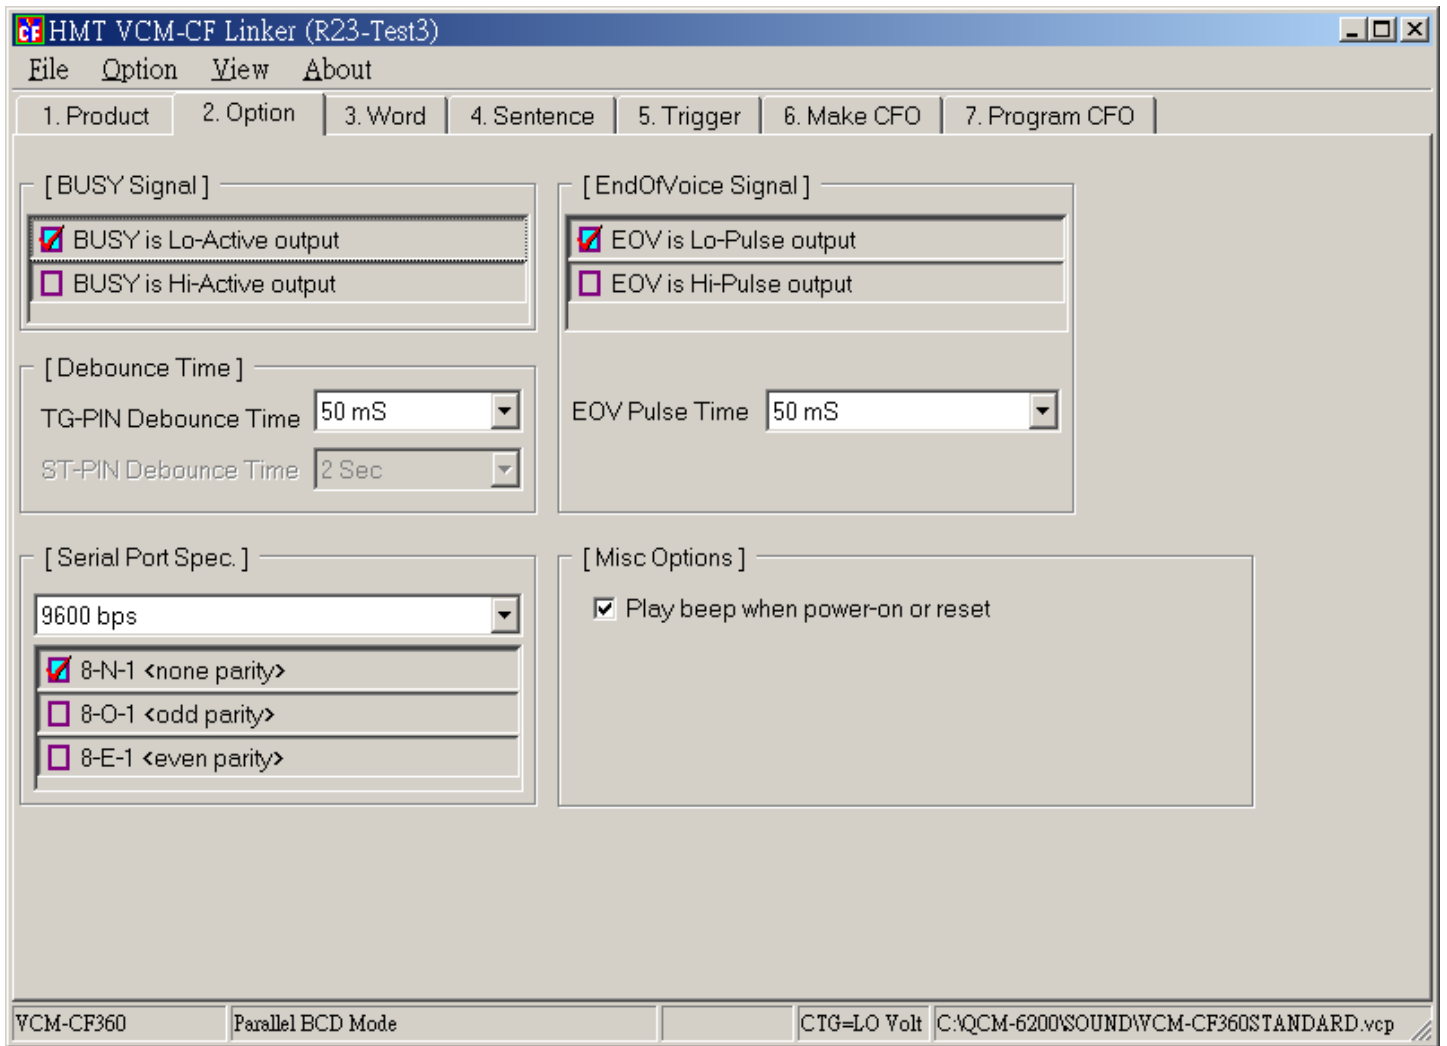 HMT VCM-CF Linker (R23-Test3)
File Option View About
1. Product 2. Option 3. Word 4. Sentence 5. Trigger 6. Make CFO 7. Program CFO
[ BUSY Signal ]
BUSY is Lo-Active output
BUSY is Hi-Active output
[ EndOfVoice Signal ]
EOV is Lo-Pulse output
EOV is Hi-Pulse output
EOV Pulse Time 50 mS
[ Debounce Time ]
TG-PIN Debounce Time 50 mS
ST-PIN Debounce Time 2 Sec
[ Serial Port Spec. ]
9600 bps
8-N-1 <none parity>
8-O-1 <odd parity>
8-E-1 <even parity>
[ Misc Options ]
Play beep when power-on or reset
VCM-CF360 Parallel BCD Mode CTG=LO Volt C:\QCM-6200\SOUND\VCM-CF360STANDARD.vcp